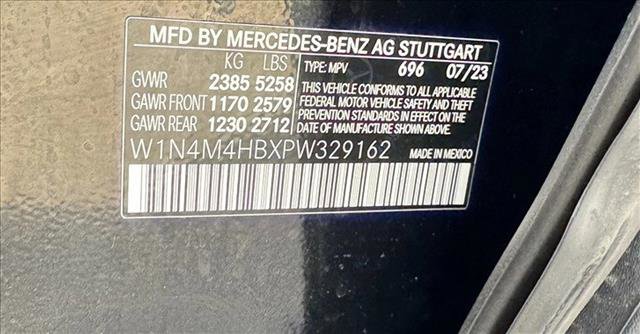 MFD BY MERCEDES-BENZ AG STUTTGART
KG LBS TYPE: MPV 696 07/23
GVWR 2385 5258
GAWR FRONT 1170 2579
GAWR REAR 1230 2712
THIS VEHICLE CONFORMS TO ALL APPLICABLE
FEDERAL MOTOR VEHICLE SAFETY AND THEFT
PREVENTION STANDARDS IN EFFECT ON THE
DATE OF MANUFACTURE SHOWN ABOVE.
W1N4M4HBXPW329162 MADE IN MEXICO